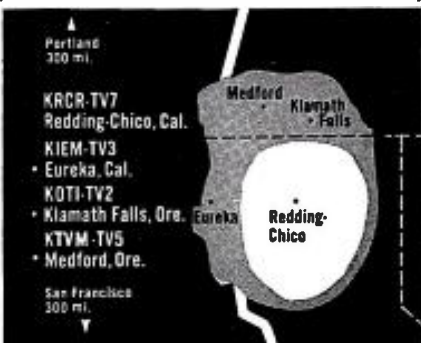 Portland
300 mi.
KRCR-TV7
Redding-Chico, Cal.
KIEM-TV3
• Eureka, Cal.
KOTI-TV2
• Klamath Falls, Ore.
KTVM-TV5
• Medford, Ore.
San Francisco
300 mi.
Medford
Klamath
Falls
Eureka
Redding-
Chico